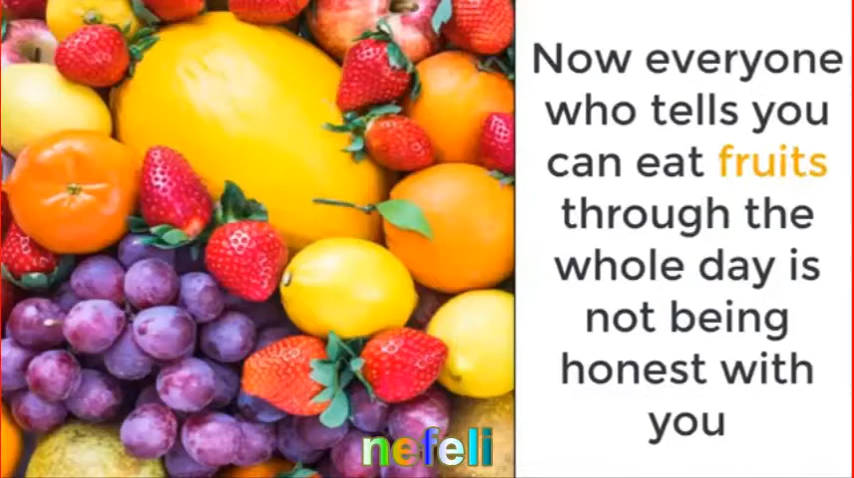 Now everyone
who tells you
can eat fruits
through the
whole day is
not being
honest with
you
nefeli